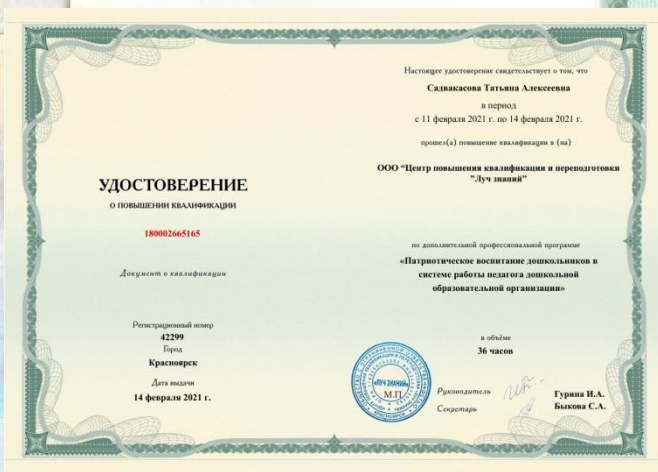 УДОСТОВЕРЕНИЕ
О ПОВЫШЕНИИ КВАЛИФИКАЦИИ
180002665165
Документ о квалификации
Регистрационный номер
42299
Город
Красноярск
Дата выдачи
14 февраля 2021 г.
Настоящее удостоверение свидетельствует о том, что
Садвакасова Татьяна Алексеевна
в период
с 11 февраля 2021 г. по 14 февраля 2021 г.
прошел(а) повышение квалификации в (на)
ООО "Центр повышения квалификации и переподготовки
"Луч знаний"
по дополнительной профессиональной программе
«Патриотическое воспитание дошкольников в
системе работы педагога дошкольной
образовательной организации»
в объёме
36 часов
«ЛУЧ ЗНАНИЙ»
М.П.
Руководитель
Гурина И.А.
Секретарь
Быкова С.А.